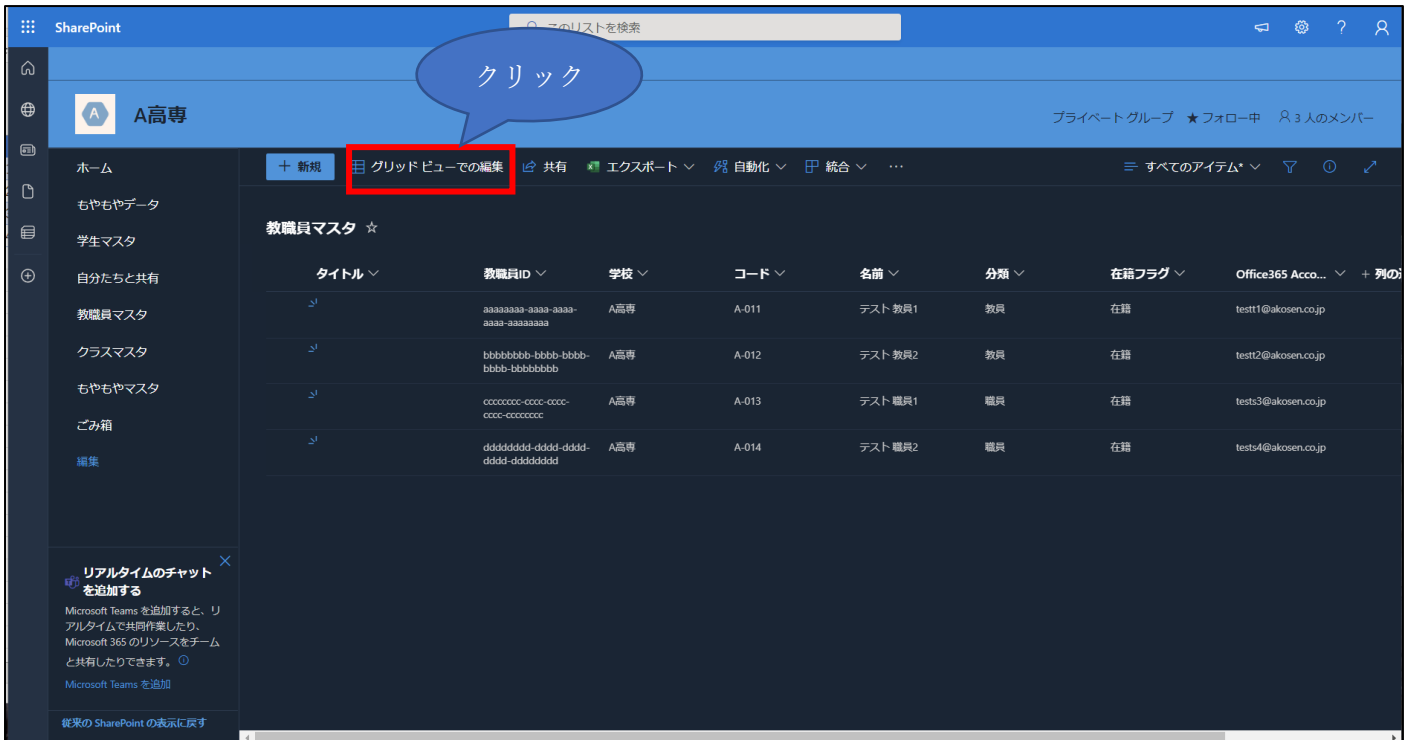 SharePoint
このリストを検索
クリック
A
A高専
プライベート グループ ★ フォロー中 3 人のメンバー
ホーム
もやもやデータ
学生マスタ
自分たちと共有
教職員マスタ
クラスマスタ
もやもやマスタ
ごみ箱
編集
リアルタイムのチャット
を追加する
Microsoft Teams を追加すると、リ
アルタイムで共同作業したり、
Microsoft 365 のリソースをチーム
と共有したりできます。
Microsoft Teams を追加
従来の SharePoint の表示に戻す
+ 新規 グリッド ビューでの編集 共有 エクスポート 自動化 統合 …
すべてのアイテム*
教職員マスタ ☆
タイトル 教職員ID 学校 コード 名前 分類 在籍フラグ Office365 Acco... + 列の
aaaaaaaa-aaaa-aaaa- A高専 A-011 テスト 教員1 教員 在籍 testt1@akosen.co.jp
aaaa-aaaaaaaa
bbbbbbbb-bbbb-bbbb- A高専 A-012 テスト 教員2 教員 在籍 testt2@akosen.co.jp
bbbb-bbbbbbbb
cccccccc-cccc-cccc- A高専 A-013 テスト 職員1 職員 在籍 tests3@akosen.co.jp
cccc-cccccccc
dddddddd-dddd-dddd- A高専 A-014 テスト 職員2 職員 在籍 tests4@akosen.co.jp
dddd-dddddddd